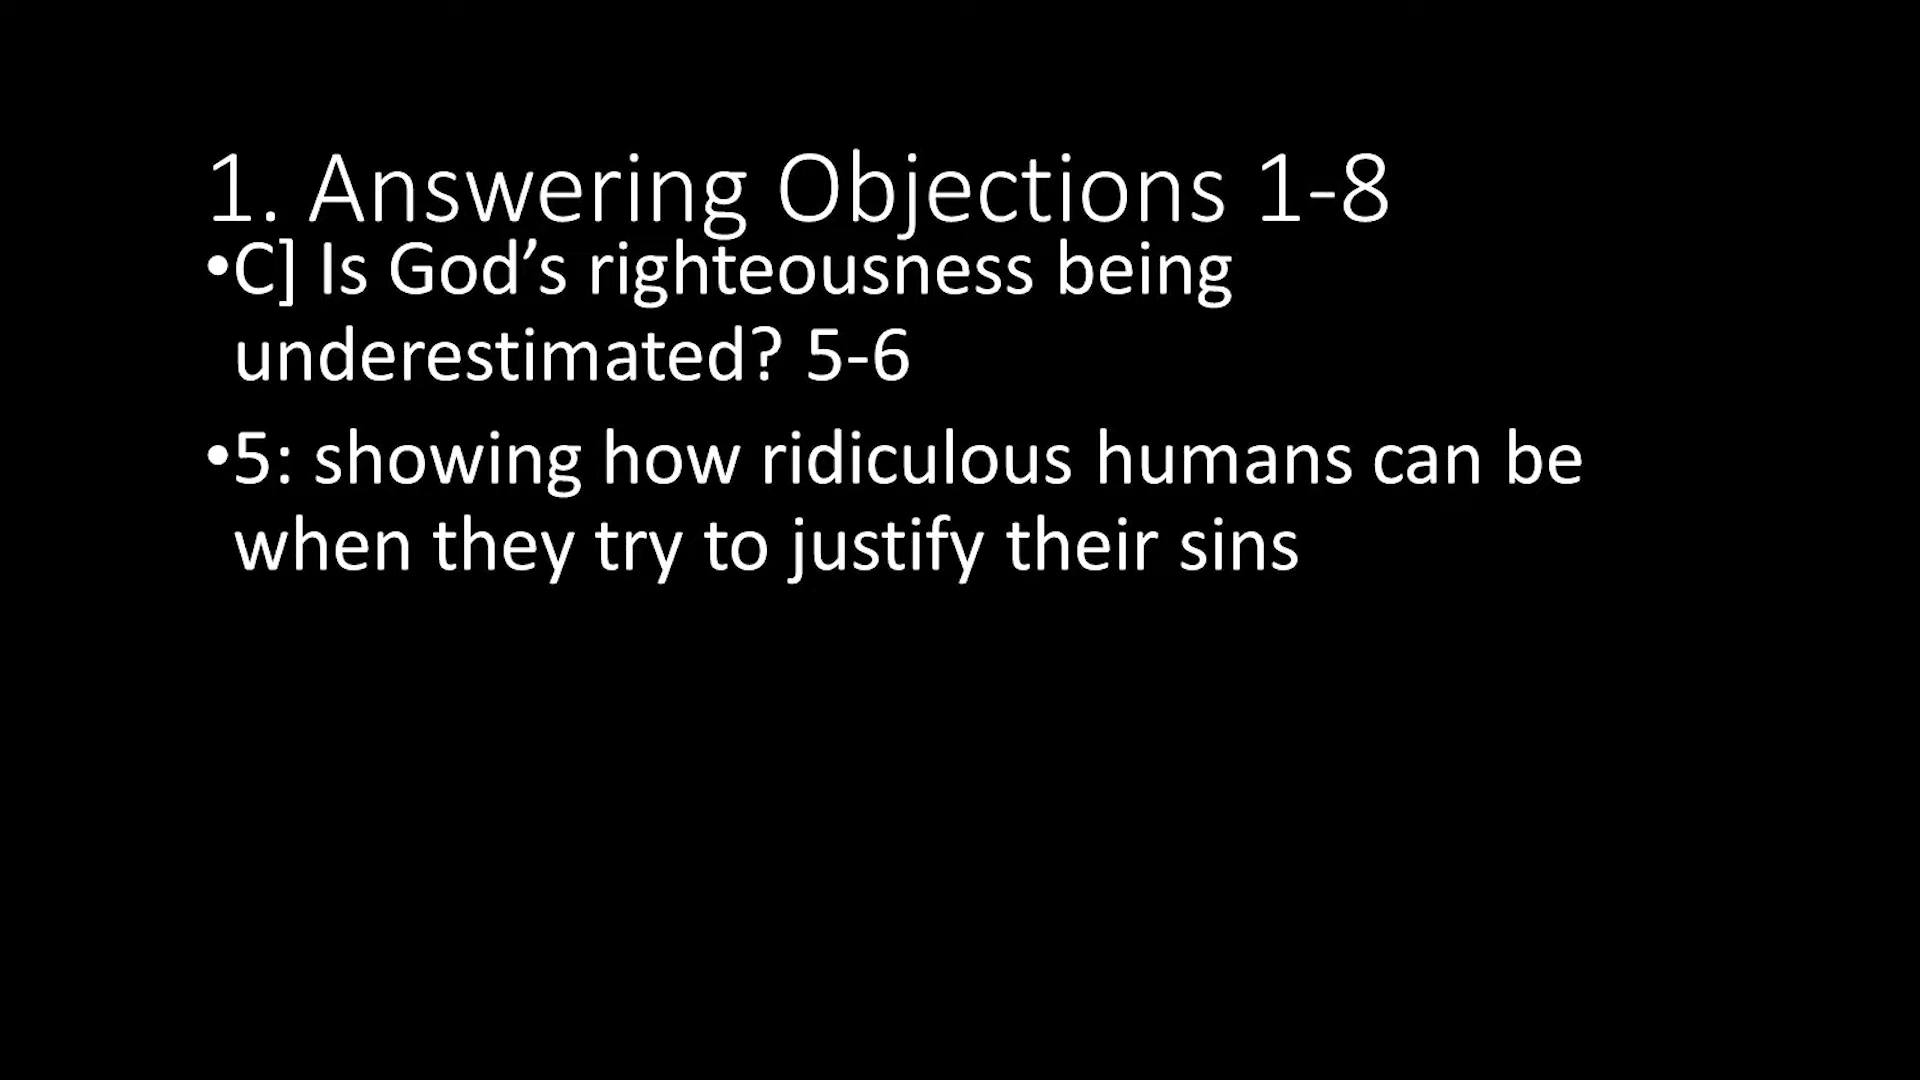 1. Answering Objections 1-8
•C] Is God’s righteousness being
underestimated? 5-6
•5: showing how ridiculous humans can be
when they try to justify their sins